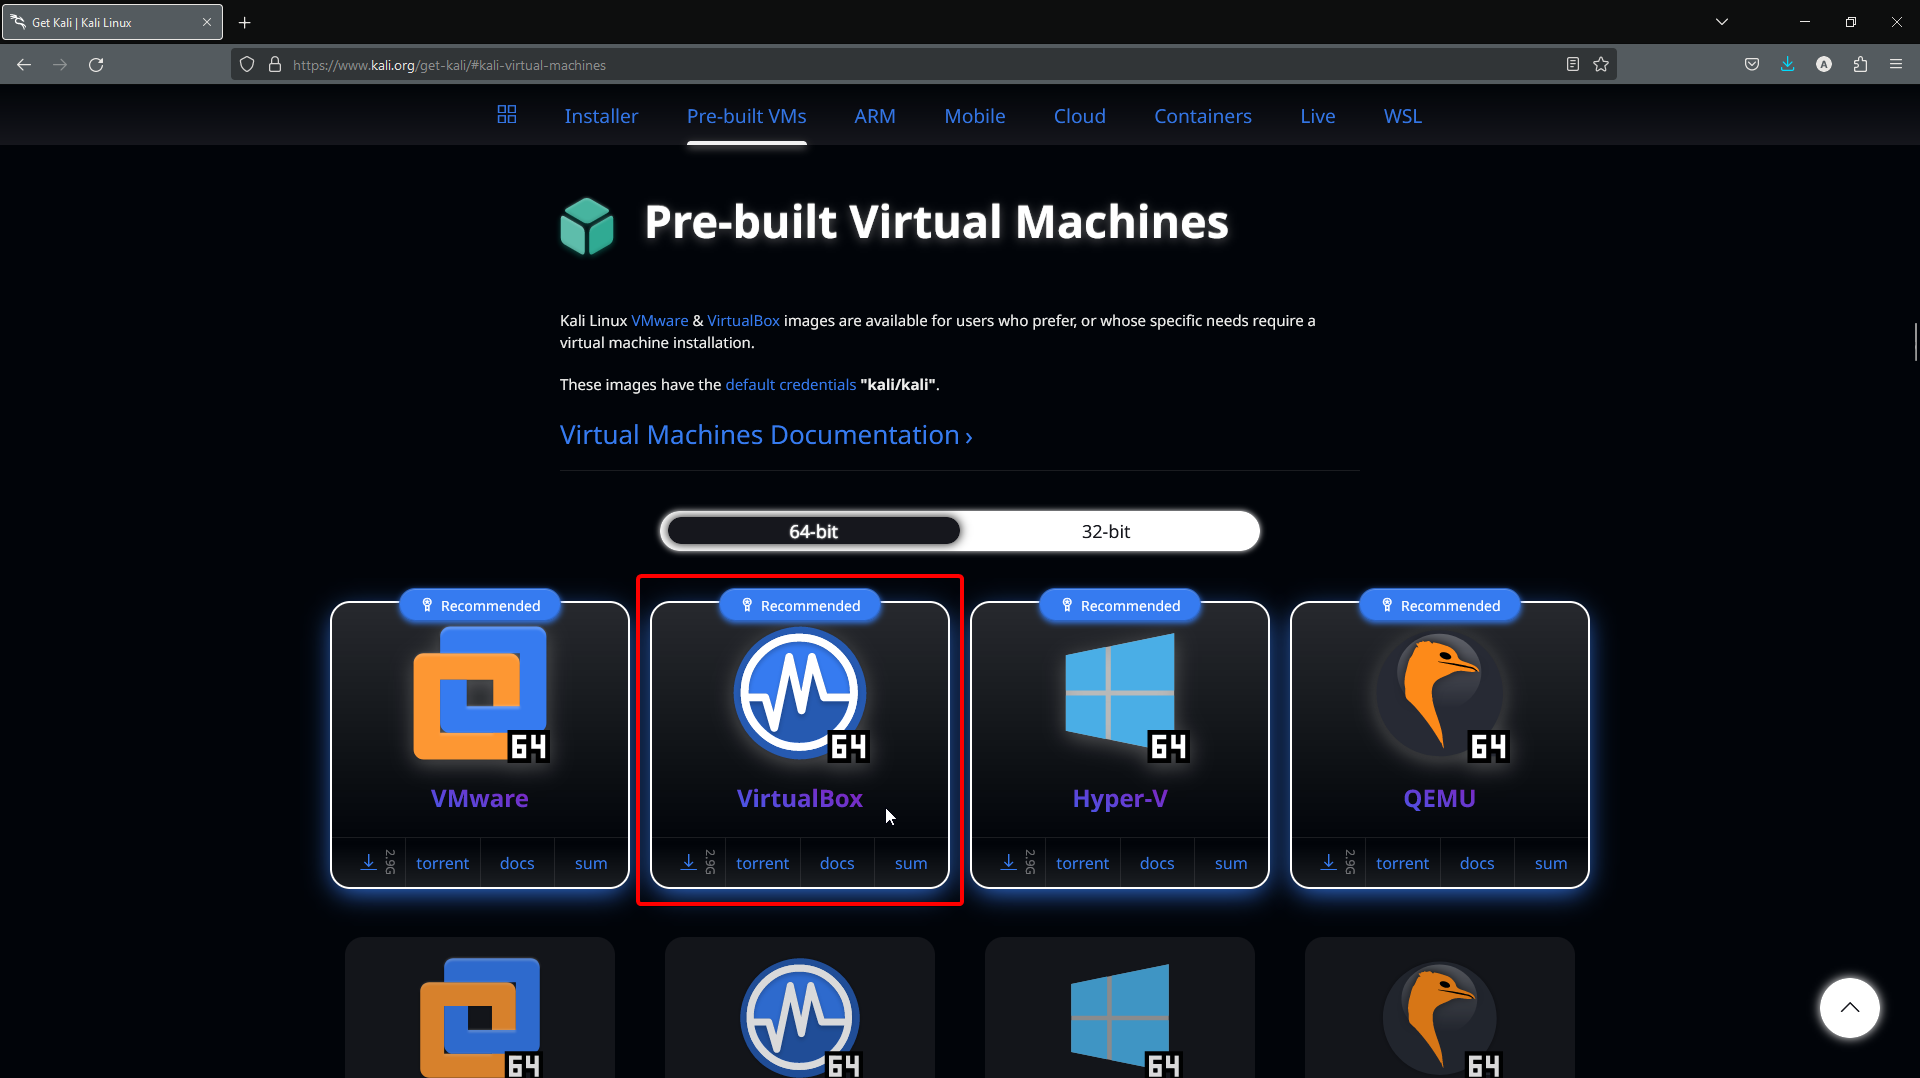 Get Kali | Kali Linux
https://www.kali.org/get-kali/#kali-virtual-machines
A
Installer Pre-built VMs ARM Mobile Cloud Containers Live WSL
Pre-built Virtual Machines
Kali Linux VMware & VirtualBox images are available for users who prefer, or whose specific needs require a
virtual machine installation.
These images have the default credentials "kali/kali".
Virtual Machines Documentation ›
64-bit 32-bit
Recommended Recommended Recommended Recommended
64 64 64 64
VMware VirtualBox Hyper-V QEMU
2.9G torrent docs sum 2.9G torrent docs sum 2.9G torrent docs sum 2.9G torrent docs sum
64 64 64 64